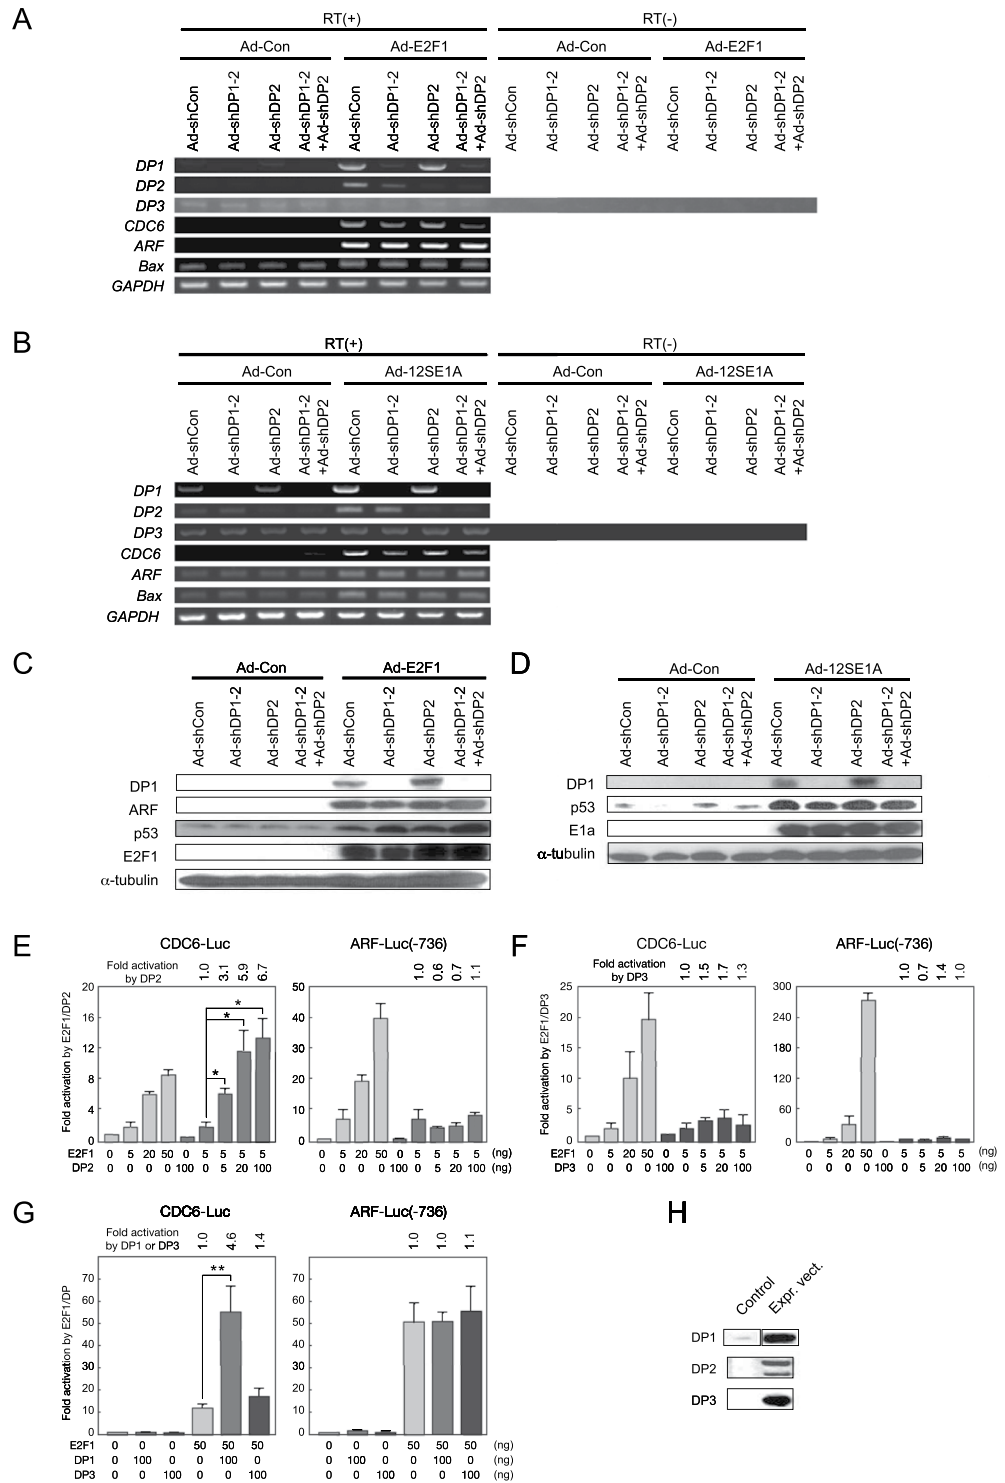 A
RT(+)
RT(-)
Ad-Con
Ad-E2F1
Ad-Con
Ad-E2F1
Ad-shCon
Ad-shDP1-2
Ad-shDP2
Ad-shDP1-2
+Ad-shDP2
Ad-shCon
Ad-shDP1-2
Ad-shDP2
Ad-shDP1-2
+Ad-shDP2
Ad-shCon
Ad-shDP1-2
Ad-shDP2
Ad-shDP1-2
+Ad-shDP2
Ad-shCon
Ad-shDP1-2
Ad-shDP2
Ad-shDP1-2
+Ad-shDP2
DP1
DP2
DP3
CDC6
ARF
Bax
GAPDH
B
RT(+)
RT(-)
Ad-Con
Ad-12SE1A
Ad-Con
Ad-12SE1A
Ad-shCon
Ad-shDP1-2
Ad-shDP2
Ad-shDP1-2
+Ad-shDP2
Ad-shCon
Ad-shDP1-2
Ad-shDP2
Ad-shDP1-2
+Ad-shDP2
Ad-shCon
Ad-shDP1-2
Ad-shDP2
Ad-shDP1-2
+Ad-shDP2
Ad-shCon
Ad-shDP1-2
Ad-shDP2
Ad-shDP1-2
+Ad-shDP2
DP1
DP2
DP3
CDC6
ARF
Bax
GAPDH
C
Ad-Con
Ad-E2F1
Ad-shCon
Ad-shDP1-2
Ad-shDP2
Ad-shDP1-2
+Ad-shDP2
Ad-shCon
Ad-shDP1-2
Ad-shDP2
Ad-shDP1-2
+Ad-shDP2
DP1
ARF
p53
E2F1
α-tubulin
D
Ad-Con
Ad-12SE1A
Ad-shCon
Ad-shDP1-2
Ad-shDP2
Ad-shDP1-2
+Ad-shDP2
Ad-shCon
Ad-shDP1-2
Ad-shDP2
Ad-shDP1-2
+Ad-shDP2
DP1
p53
E1a
α-tubulin
E
CDC6-Luc
Fold activation
by DP2
1.0 3.1 5.9 6.7
Fold activation by E2F1/DP2
20
16
12
8
4
0
* * *
E2F1 0 5 20 50 0 5 5 5 5
DP2 0 0 0 0 100 0 5 20 100
ARF-Luc(-736)
1.0 0.6 0.7 1.1
50
40
30
20
10
0
0 5 20 50 0 5 5 5 5 (ng)
0 0 0 0 100 0 5 20 100 (ng)
F
CDC6-Luc
Fold activation
by DP3
1.0 1.5 1.7 1.3
Fold activation by E2F1/DP3
25
20
15
10
5
0
E2F1 0 5 20 50 0 5 5 5 5
DP3 0 0 0 0 100 0 5 20 100
ARF-Luc(-736)
1.0 0.7 1.4 1.0
300
240
180
120
60
0
0 5 20 50 0 5 5 5 5 (ng)
0 0 0 0 100 0 5 20 100 (ng)
G
CDC6-Luc
Fold activation
by DP1 or DP3
1.0 4.6 1.4
Fold activation by E2F1/DP
70
60
50
40
30
20
10
0
**
E2F1 0 0 0 50 50 50
DP1 0 100 0 0 100 0
DP3 0 0 100 0 0 100
ARF-Luc(-736)
1.0 1.0 1.1
70
60
50
40
30
20
10
0
0 0 0 50 50 50 (ng)
0 100 0 0 100 0 (ng)
0 0 100 0 0 100 (ng)
H
Control
Expr. vect.
DP1
DP2
DP3